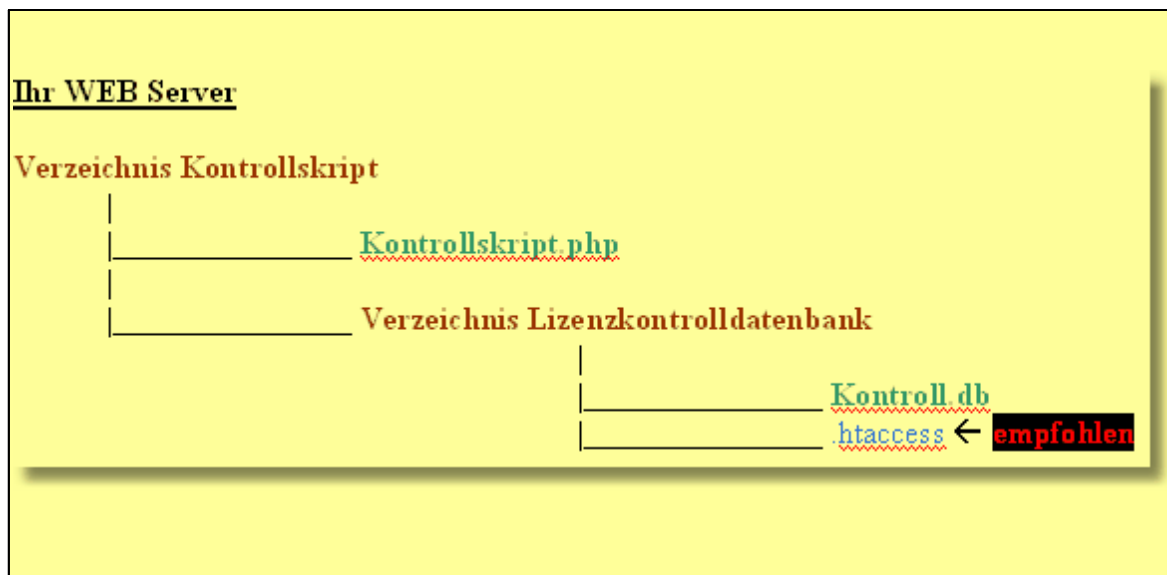 Ihr WEB Server
Verzeichnis Kontrollskript
Kontrollskript.php
Verzeichnis Lizenzkontrolldatenbank
Kontroll.db
.htaccess ← empfohlen